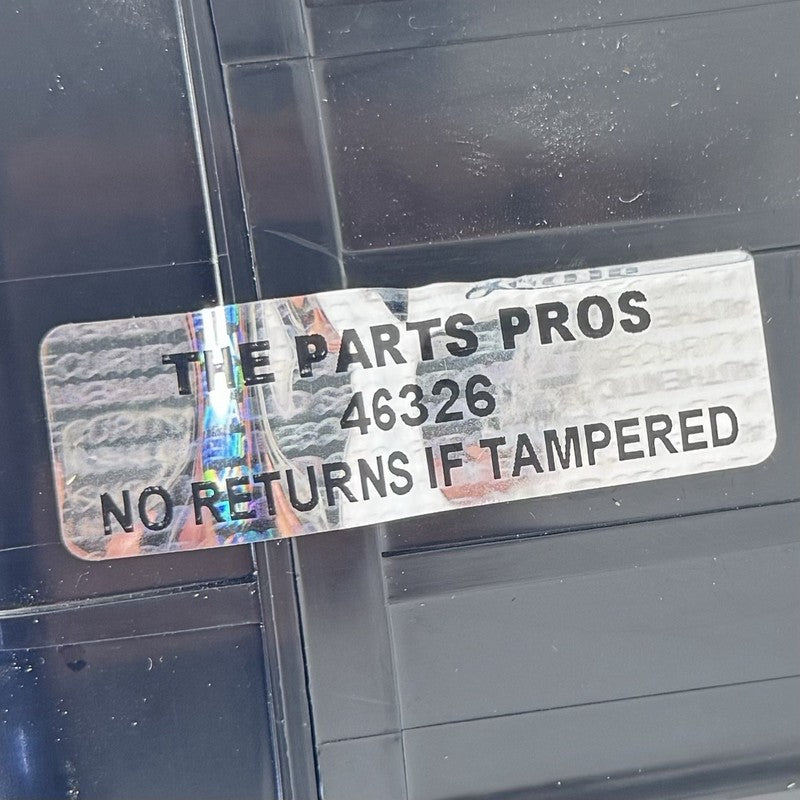 THE PARTS PROS
46326
NO RETURNS IF TAMPERED